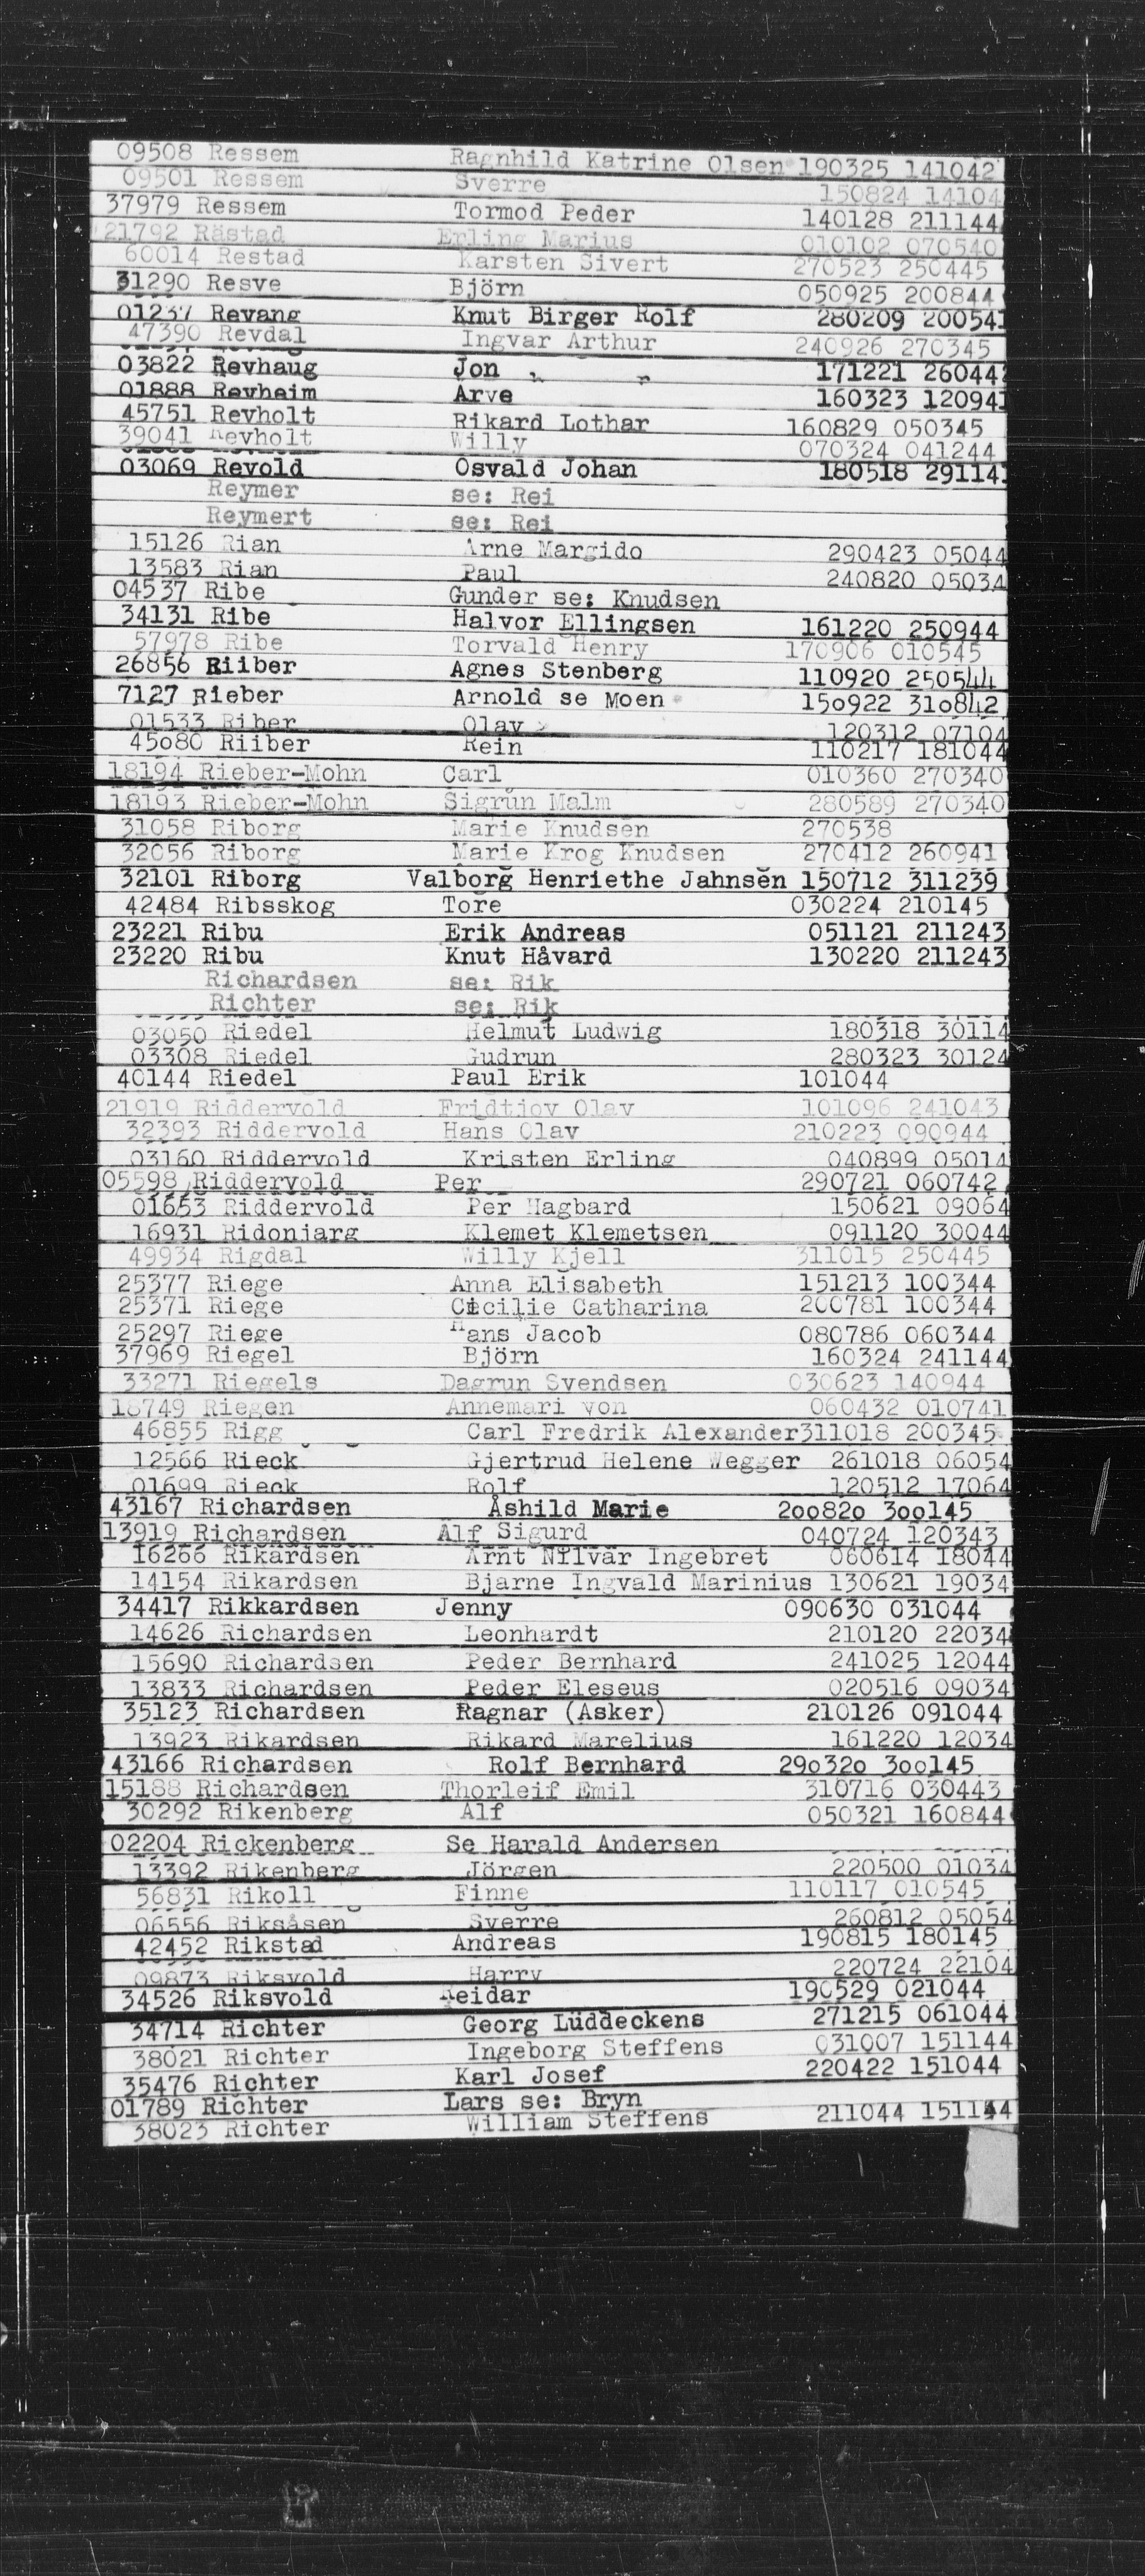 09508 Ressem Ragnhild Katrine Olsen 190325 141042
09501 Ressem Sverre 150824 14104
37979 Ressem Tormod Peder 140128 211144
21792 Råstad Erling Marius 010102 070540
60014 Restad Karsten Sivert 270523 250445
31290 Resve Björn 050925 200844
01237 Revang Knut Birger Rolf 280209 200541
47390 Revdal Ingvar Arthur 240926 270345
03822 Revhaug Jon 171221 260442
01888 Revheim Arve 160323 120941
45751 Revholt Rikard Lothar 160829 050345
39041 Revholt Willy 070324 041244
03069 Revold Osvald Johan 180518 29114
Reymer se: Rei
Reymert se: Rei
15126 Rian Arne Margido 290423 05044
13583 Rian Paul 240820 05034
04537 Ribe Gunder se: Knudsen
34131 Ribe Halvor Ellingsen 161220 250944
57978 Ribe Torvald Henry 170906 010545
26856 Riiber Agnes Stenberg 110920 250544
7127 Rieber Arnold se Moen 150922 310842
01533 Riber Olav 120312 07104
45080 Riiber Rein 110217 181044
18194 Rieber-Mohn Carl 010360 270340
18193 Rieber-Mohn Sigrun Malm 280589 270340
31058 Riborg Marie Knudsen 270538
32056 Riborg Marie Krog Knudsen 270412 260941
32101 Riborg Valborg Henriethe Jahnsen 150712 311239
42484 Ribsskog Tore 030224 210145
23221 Ribu Erik Andreas 051121 211243
23220 Ribu Knut Håvard 130220 211243
Richardsen se: Rik
Richter se: Rik
03050 Riedel Helmut Ludwig 180318 30114
03308 Riedel Gudrun 280323 30124
40144 Riedel Paul Erik 101044
21919 Riddervold Fridtjov Olav 101096 241043
32393 Riddervold Hans Olav 210223 090944
03160 Riddervold Kristen Erling 040899 05014
05598 Riddervold Per 290721 060742
01653 Riddervold Per Hagbard 150621 09064
16931 Ridonjarg Klemet Klemetsen 091120 30044
49934 Rigdal Willy Kjell 311015 250445
25377 Riege Anna Elisabeth 151213 100344
25371 Riege Cicilie Catharina 200781 100344
25297 Riege Hans Jacob 080786 060344
37969 Riegel Björn 160324 241144
33271 Riegels Dagrun Svendsen 030623 140944
18749 Riegen Annemari von 060432 010741
46855 Rigg Carl Fredrik Alexander311018 200345
12566 Rieck Gjertrud Helene Wegger 261018 06054
01699 Rieck Rolf 120512 17064
43167 Richardsen Åshild Marie 200820 300145
13919 Richardsen Alf Sigurd 040724 120343
16266 Rikardsen Arnt Nilvar Ingebret 060614 18044
14154 Rikardsen Bjarne Ingvald Marinius 130621 19034
34417 Rikkardsen Jenny 090630 031044
14626 Richardsen Leonhardt 210120 22034
15690 Richardsen Peder Bernhard 241025 12044
13833 Richardsen Peder Eleseus 020516 09034
35123 Richardsen Ragnar (Asker) 210126 091044
13923 Rikardsen Rikard Marelius 161220 12034
43166 Richardsen Rolf Bernhard 290320 300145
15188 Richardsen Thorleif Emil 310716 030443
30292 Rikenberg Alf 050321 160844
02204 Rickenberg Se Harald Andersen
13392 Rikenberg Jörgen 220500 01034
56831 Rikoll Finne 110117 010545
06556 Riksåsen Sverre 260812 05054
42452 Rikstad Andreas 190815 180145
09873 Riksvold Harry 220724 22104
34526 Riksvold Reidar 190529 021044
34714 Richter Georg Lüddeckens 271215 061044
38021 Richter Ingeborg Steffens 031007 151144
35476 Richter Karl Josef 220422 151044
01789 Richter Lars se: Bryn
38023 Richter William Steffens 211044 151144